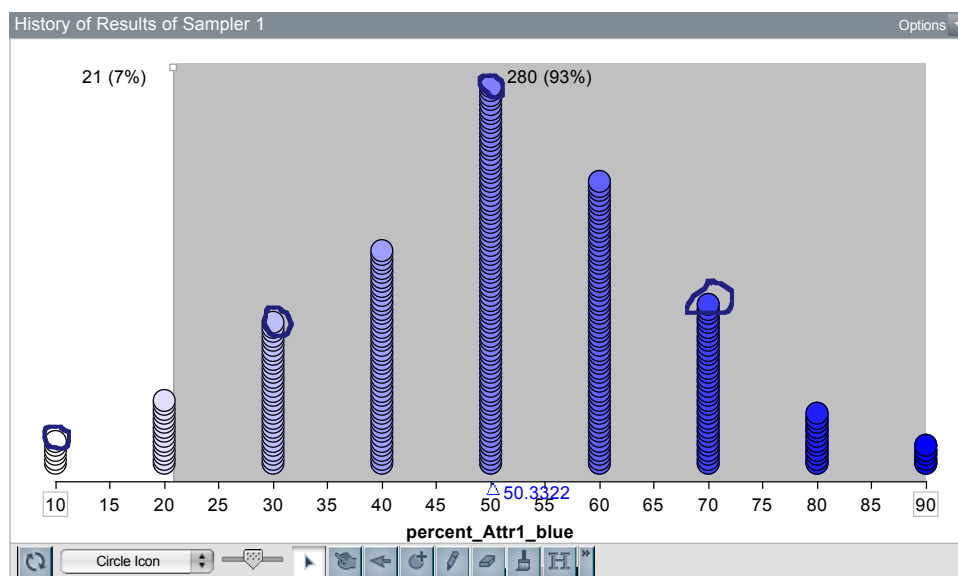 History of Results of Sampler 1 Options
21 (7%) 280 (93%)
10 15 20 25 30 35 40 45 50 55 60 65 70 75 80 85 90
50.3322
percent_Attr1_blue
Circle Icon